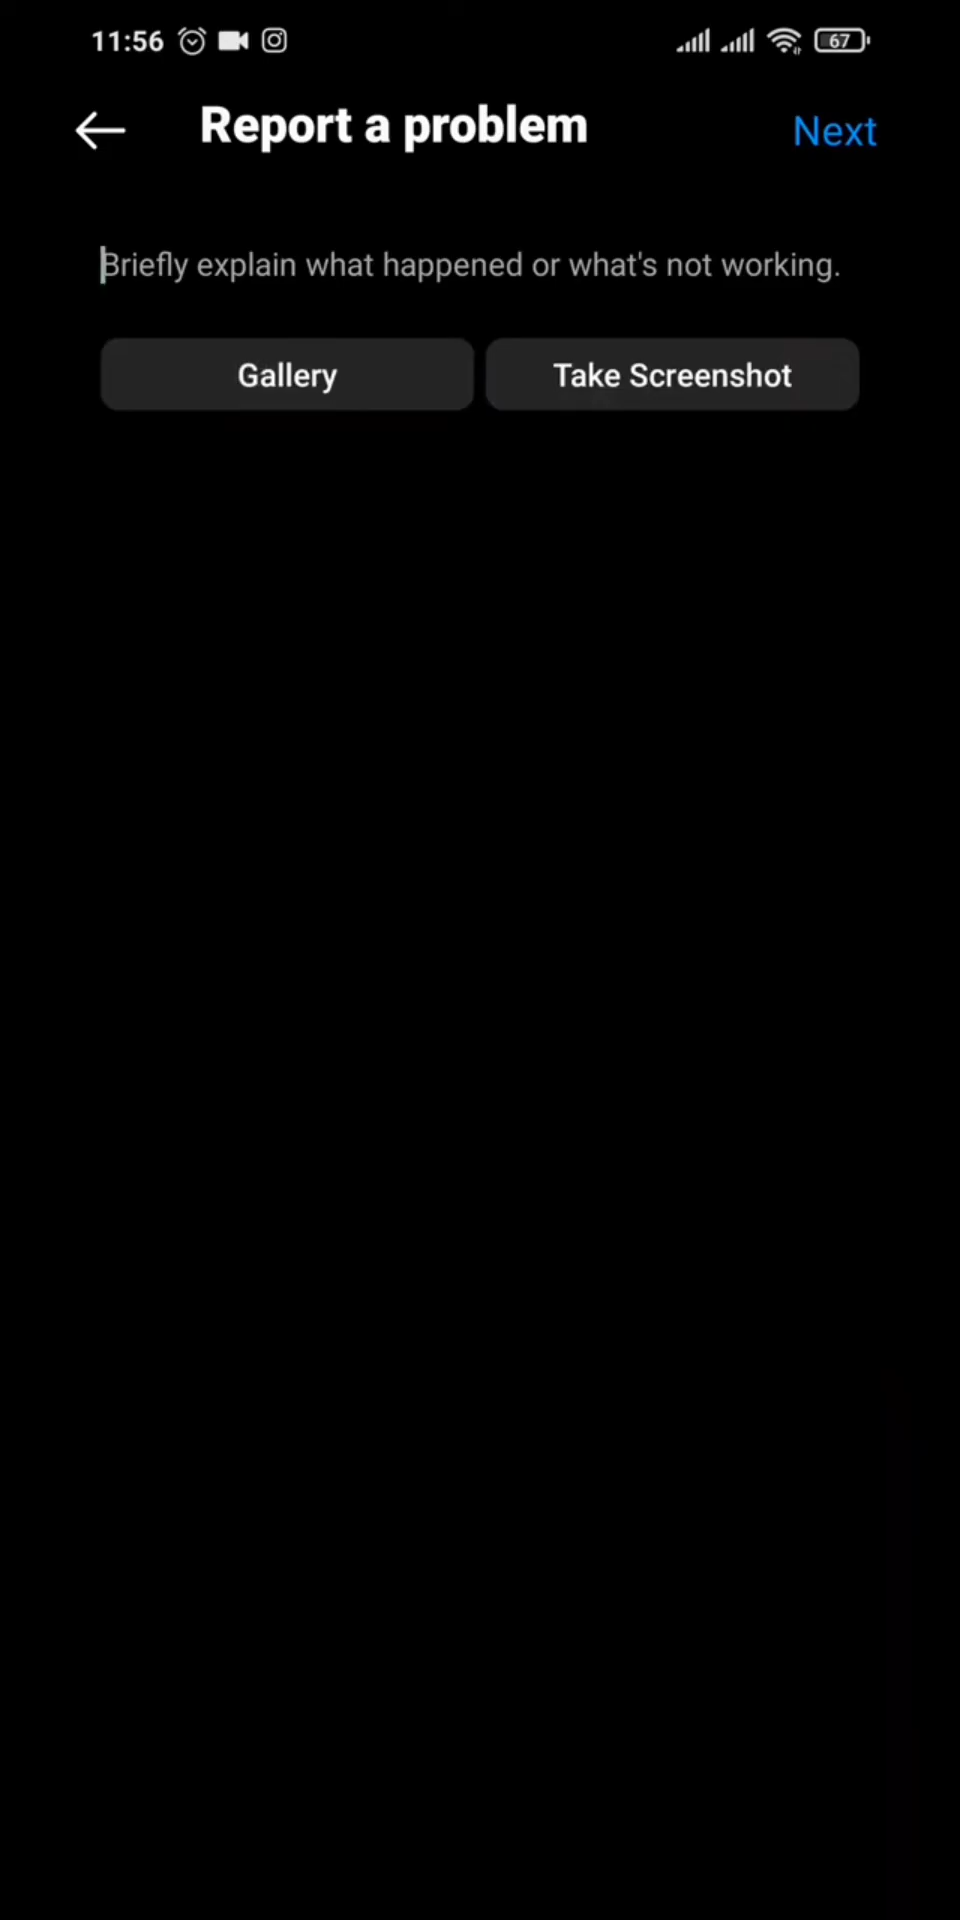 11:56
67
Report a problem
Next
Briefly explain what happened or what's not working.
Gallery
Take Screenshot